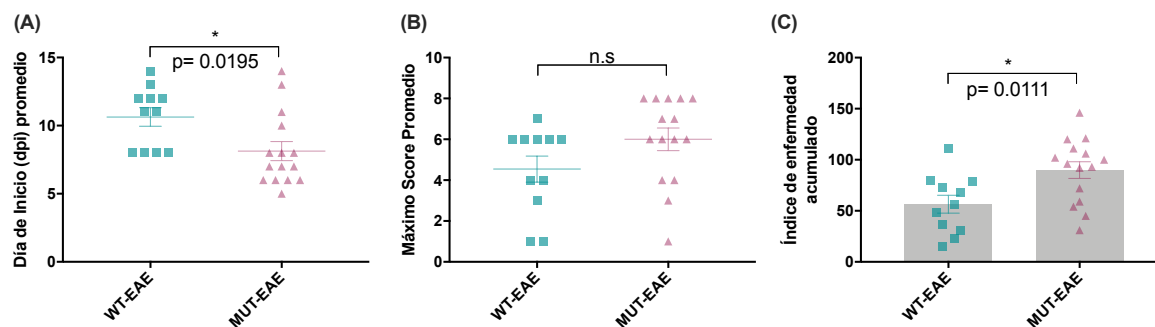 (A)
Día de Inicio (dpi) promedio
*
p= 0.0195
15
10
5
0
WT-EAE
MUT-EAE
(B)
Máximo Score Promedio
n.s
10
8
6
4
2
0
WT-EAE
MUT-EAE
(C)
Índice de enfermedad
acumulado
*
p= 0.0111
200
150
100
50
0
WT-EAE
MUT-EAE